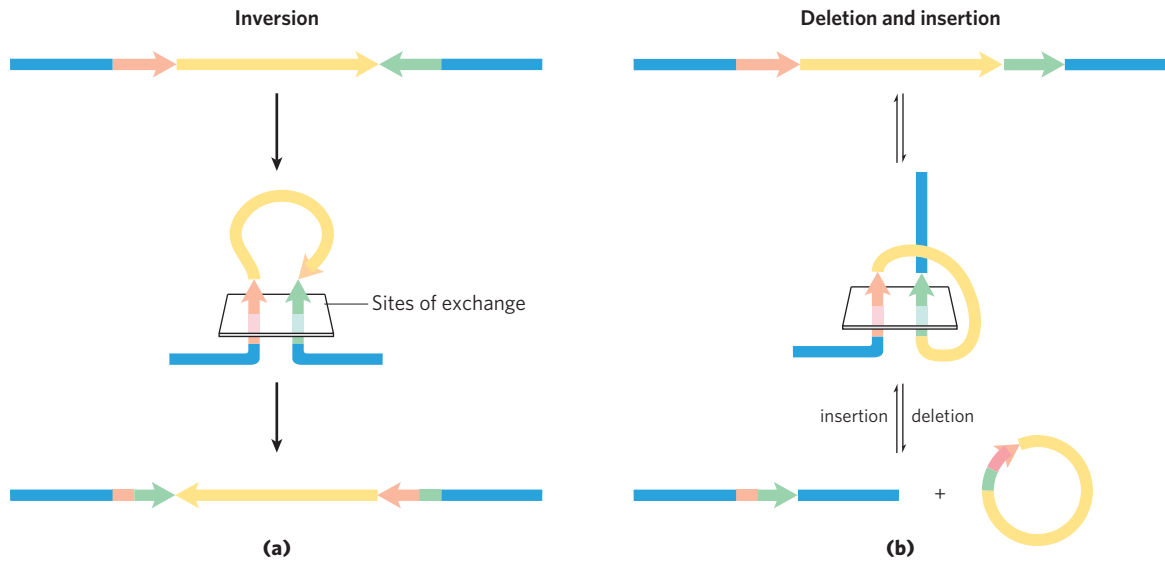 Inversion
Deletion and insertion
Sites of exchange
insertion
deletion
+
(a)
(b)